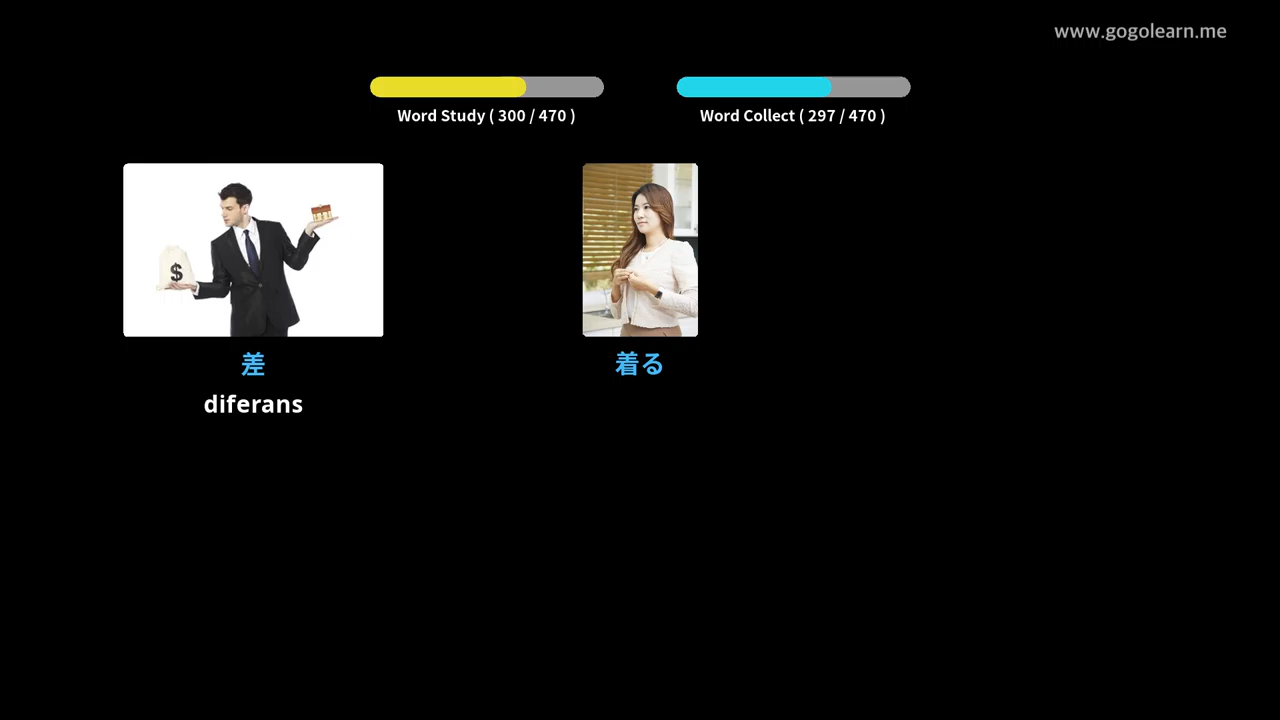 www.gogolearn.me
Word Study ( 300 / 470 )
Word Collect ( 297 / 470 )
$
差
着る
diferans